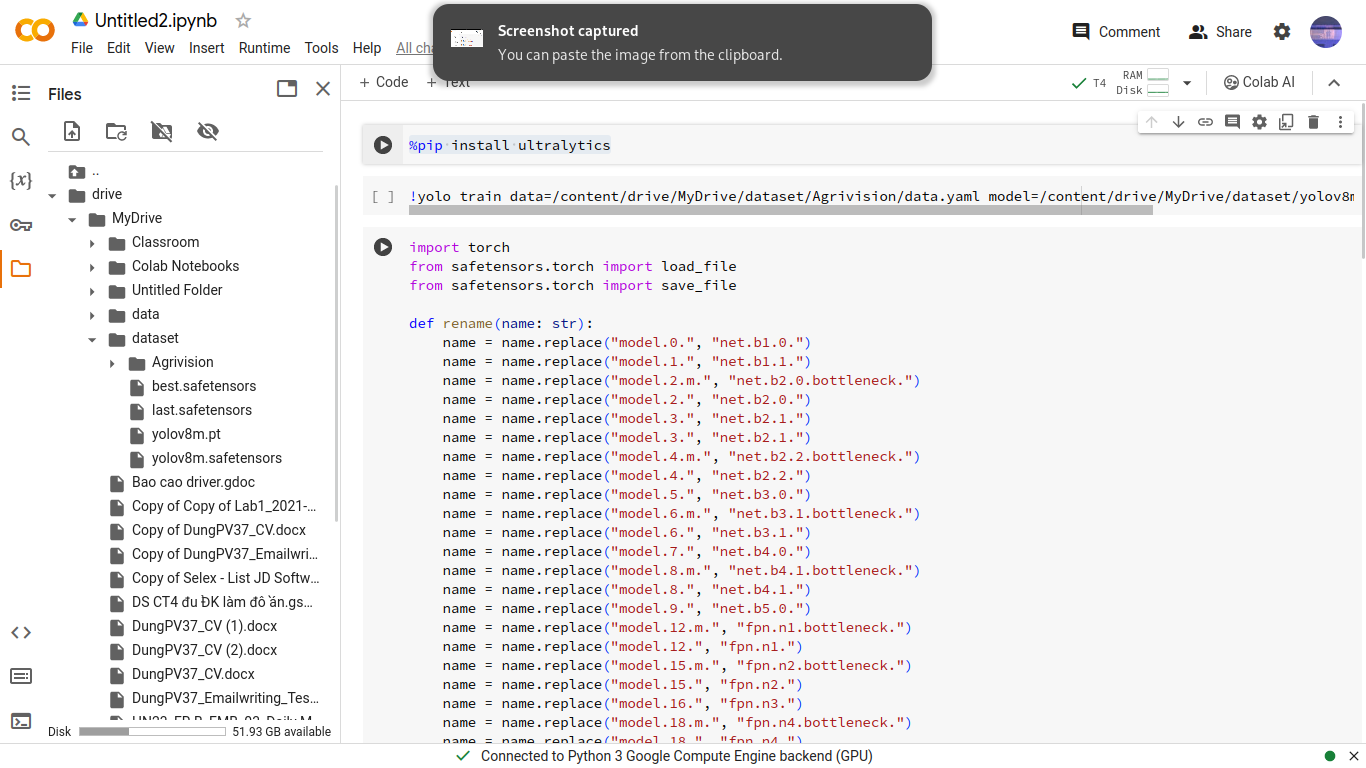 Untitled2.ipynb
File Edit View Insert Runtime Tools Help All
Screenshot captured
You can paste the image from the clipboard.
Comment
Share
Files
+ Code + Text
T4
RAM
Disk
Colab AI
..
drive
MyDrive
Classroom
Colab Notebooks
Untitled Folder
data
dataset
Agrivision
best.safetensors
last.safetensors
yolov8m.pt
yolov8m.safetensors
Bao cao driver.gdoc
Copy of Copy of Lab1_2021-...
Copy of DungPV37_CV.docx
Copy of DungPV37_Emailwri...
Copy of Selex - List JD Softw...
DS CT4 đu ĐK làm đồ án.gs...
DungPV37_CV (1).docx
DungPV37_CV (2).docx
DungPV37_CV.docx
DungPV37_Emailwriting_Tes...
Disk
51.93 GB available
{x}
%pip install ultralytics
[ ]
!yolo train data=/content/drive/MyDrive/dataset/Agrivision/data.yaml model=/content/drive/MyDrive/dataset/yolov8m
import torch
from safetensors.torch import load_file
from safetensors.torch import save_file
def rename(name: str):
name = name.replace("model.0.", "net.b1.0.")
name = name.replace("model.1.", "net.b1.1.")
name = name.replace("model.2.m.", "net.b2.0.bottleneck.")
name = name.replace("model.2.", "net.b2.0.")
name = name.replace("model.3.", "net.b2.1.")
name = name.replace("model.3.", "net.b2.1.")
name = name.replace("model.4.m.", "net.b2.2.bottleneck.")
name = name.replace("model.4.", "net.b2.2.")
name = name.replace("model.5.", "net.b3.0.")
name = name.replace("model.6.m.", "net.b3.1.bottleneck.")
name = name.replace("model.6.", "net.b3.1.")
name = name.replace("model.7.", "net.b4.0.")
name = name.replace("model.8.m.", "net.b4.1.bottleneck.")
name = name.replace("model.8.", "net.b4.1.")
name = name.replace("model.9.", "net.b5.0.")
name = name.replace("model.12.m.", "fpn.n1.bottleneck.")
name = name.replace("model.12.", "fpn.n1.")
name = name.replace("model.15.m.", "fpn.n2.bottleneck.")
name = name.replace("model.15.", "fpn.n2.")
name = name.replace("model.16.", "fpn.n3.")
name = name.replace("model.18.m.", "fpn.n4.bottleneck.")
name = name.replace("model.18.", "fpn.n4.")
Connected to Python 3 Google Compute Engine backend (GPU)